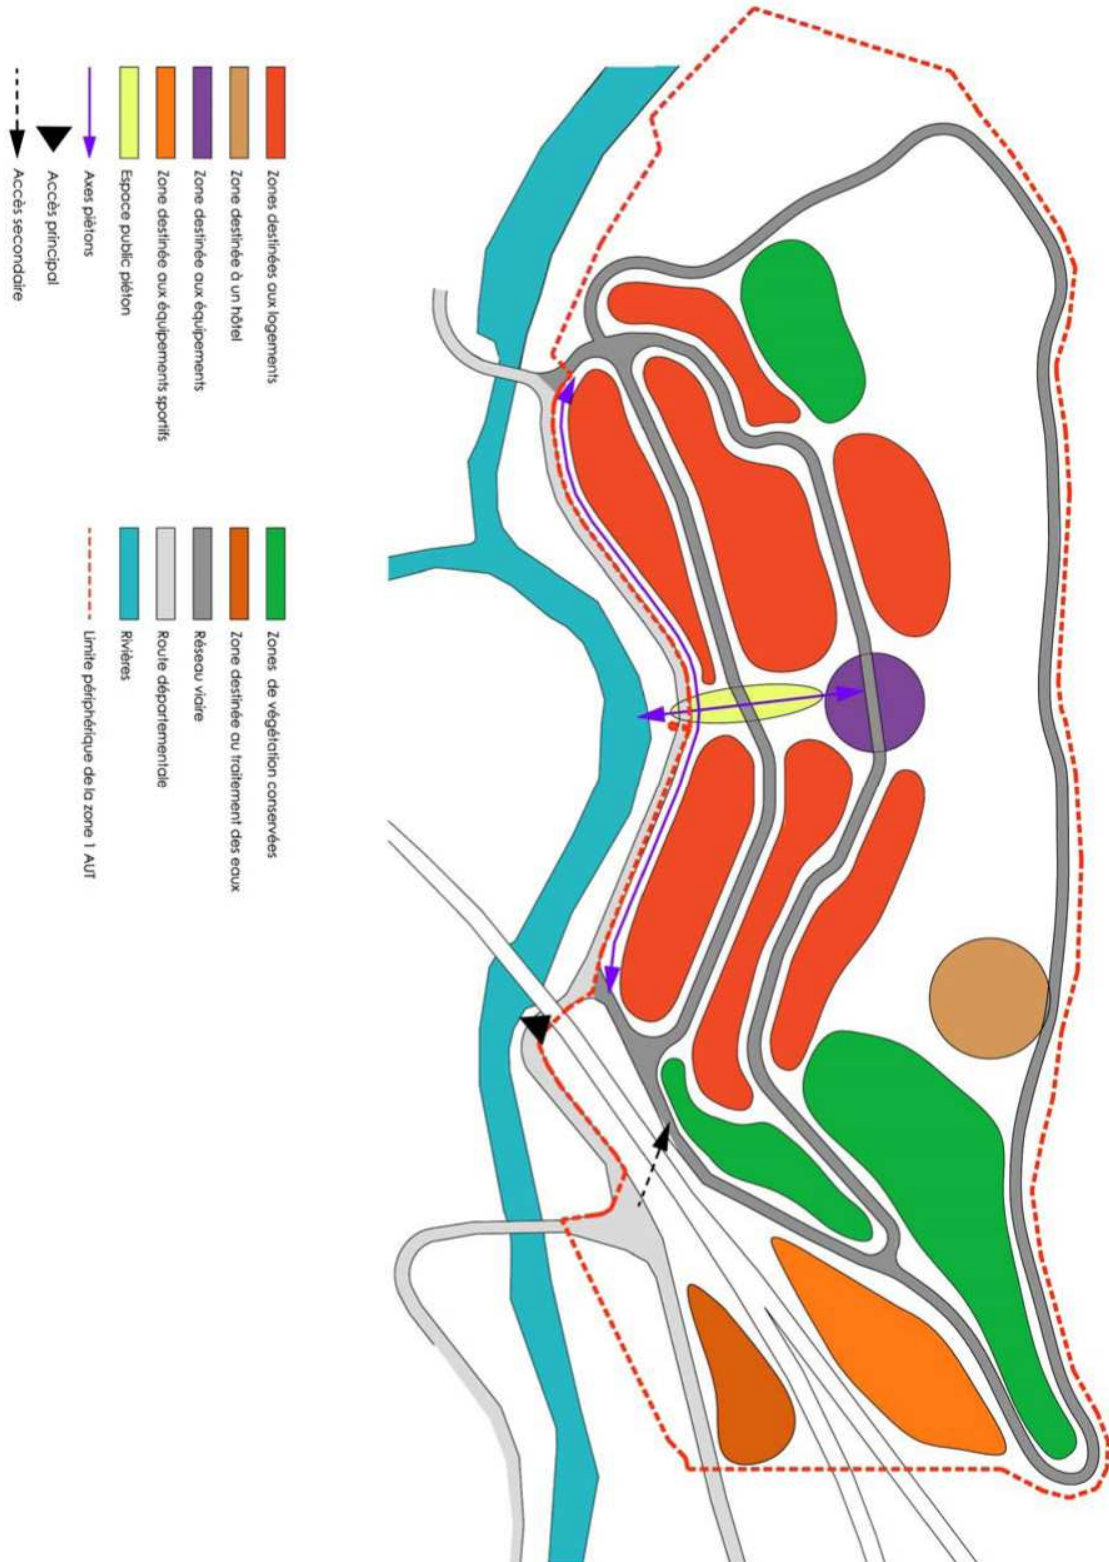 Zones destinées aux logements
Zone destinée à un hôtel
Zone destinée aux équipements
Zone destinée aux équipements sportifs
Espace public piéton
Axes piètons
Accès principal
Accès secondaire
Zones de végétation conservées
Zone destinée au traitement des eaux
Réseau viaire
Route départementale
Rivières
Limite périphérique de la zone 1 AUT